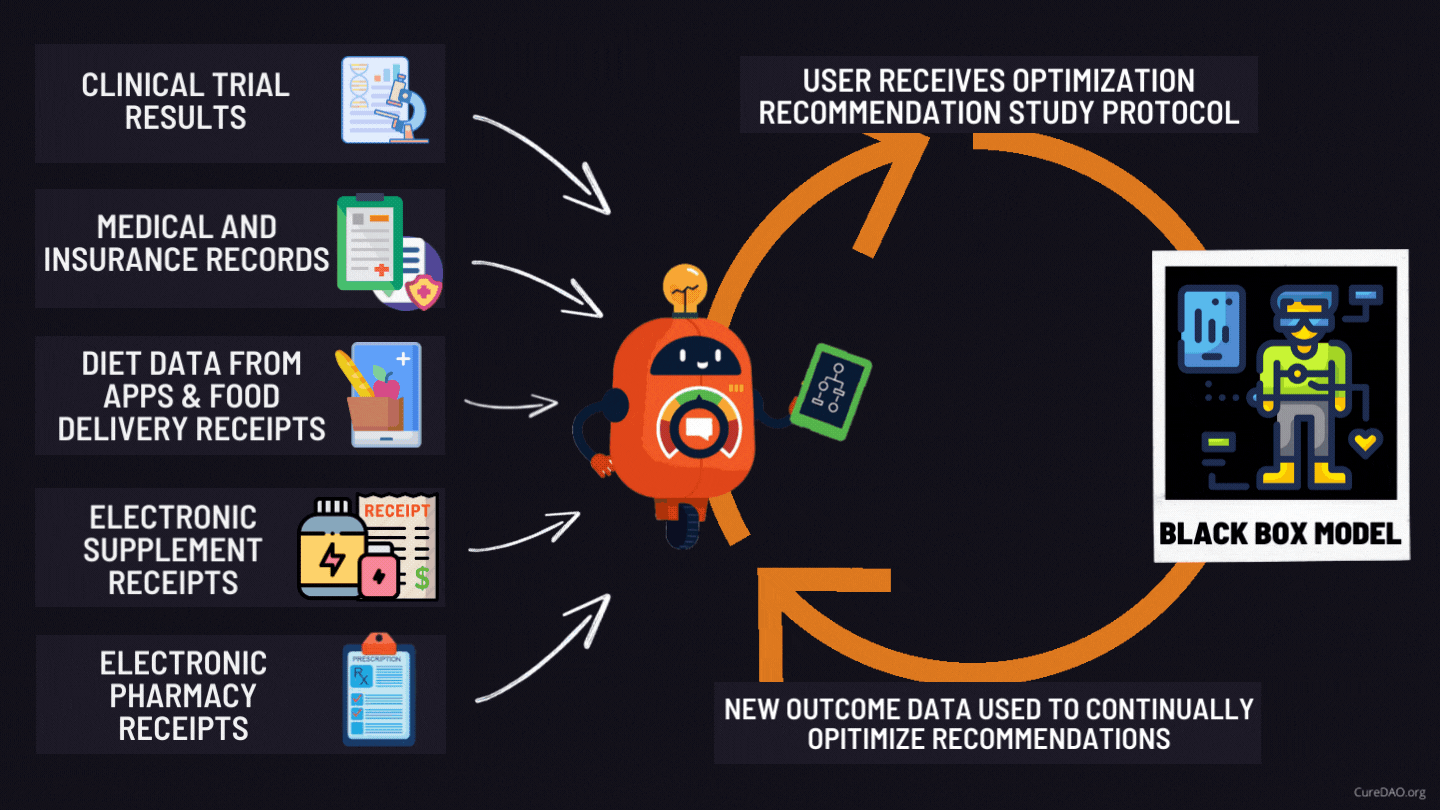 CLINICAL TRIAL
RESULTS
MEDICAL AND
INSURANCE RECORDS
DIET DATA FROM
APPS & FOOD
DELIVERY RECEIPTS
ELECTRONIC
SUPPLEMENT
RECEIPTS
RECEIPT
$
ELECTRONIC
PHARMACY
RECEIPTS
PRESCRIPTION
RX
USER RECEIVES OPTIMIZATION
RECOMMENDATION STUDY PROTOCOL
BLACK BOX MODEL
NEW OUTCOME DATA USED TO CONTINUALLY
OPITIMIZE RECOMMENDATIONS
CureDAO.org